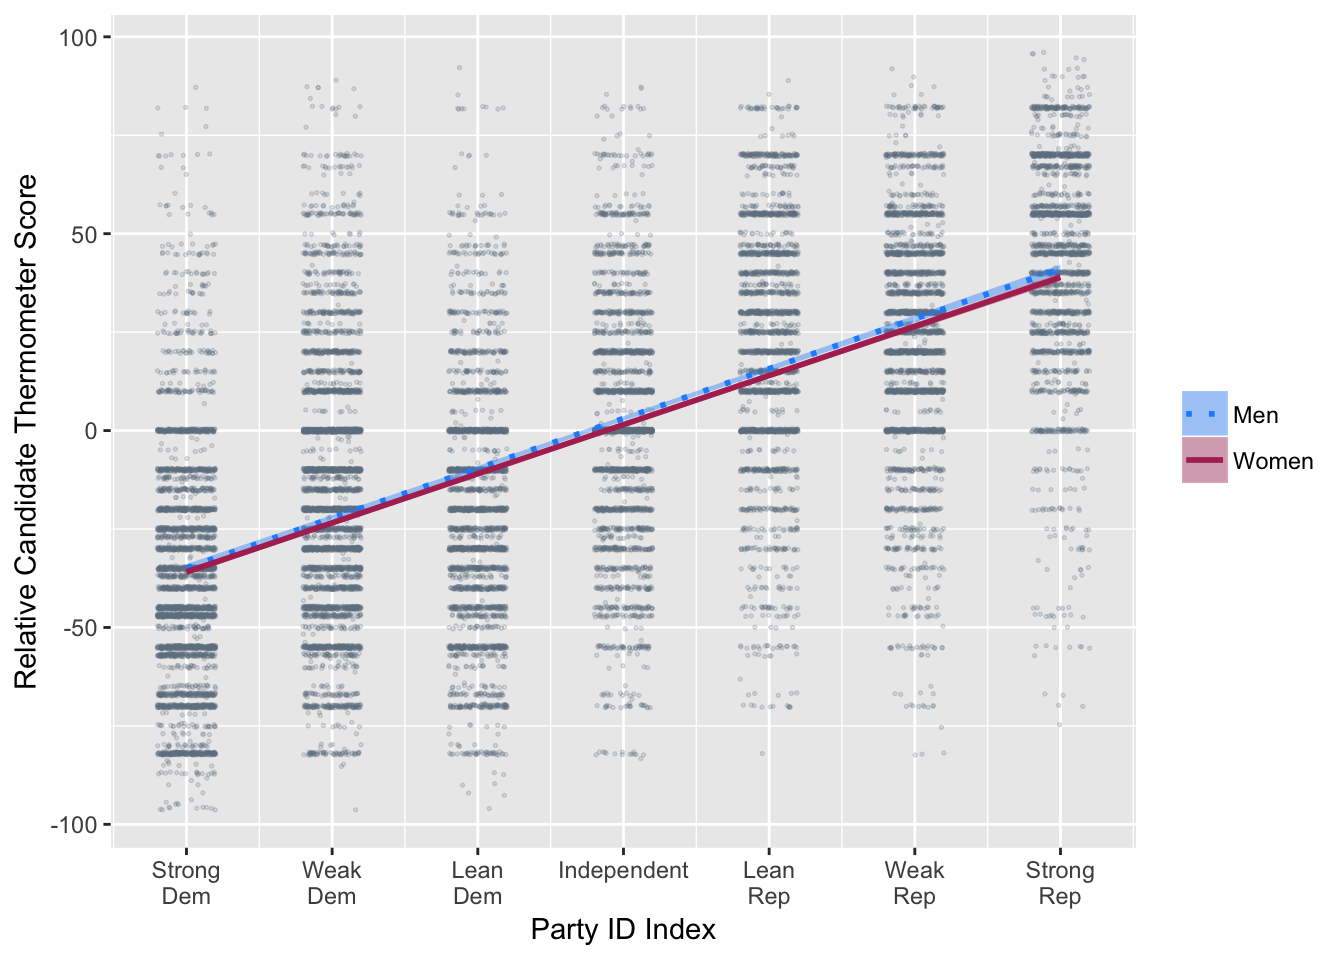 Relative Candidate Thermometer Score
100
50
0
-50
-100
Strong
Dem
Weak
Dem
Lean
Dem
Independent
Lean
Rep
Weak
Rep
Strong
Rep
Party ID Index
Men
Women